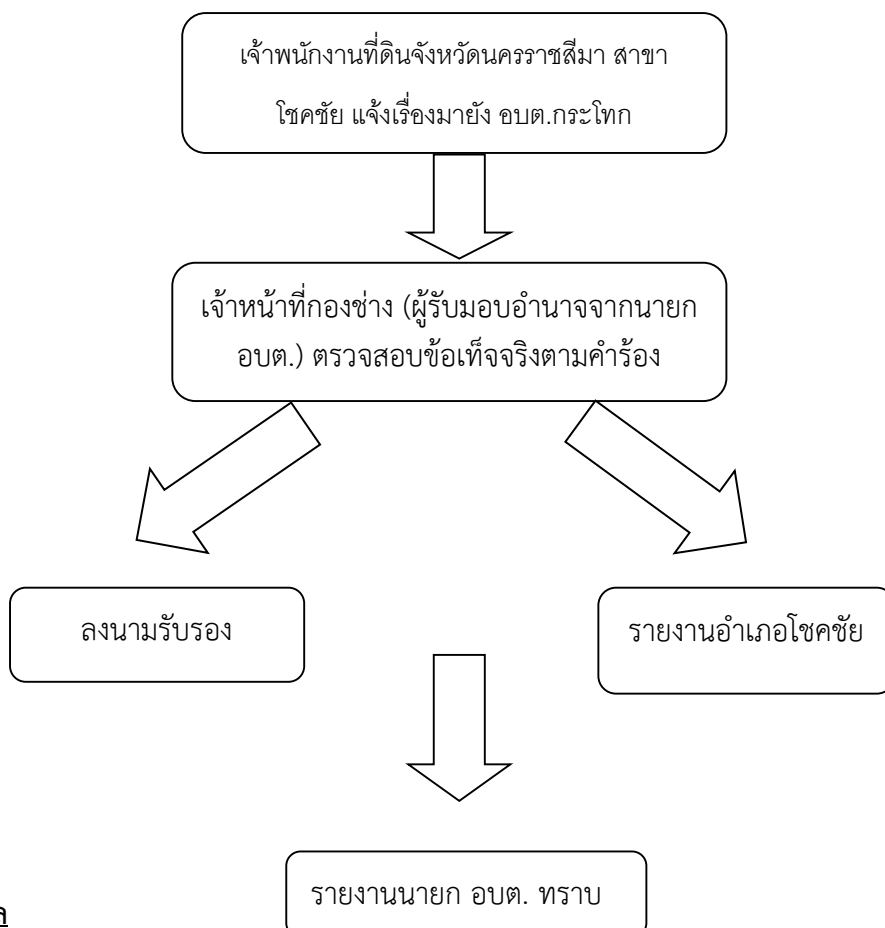 เจ้าพนักงานที่ดินจังหวัดนครราชสีมา สาขา
โชคชัย แจ้งเรื่องมายัง อบต.กระโทก
เจ้าหน้าที่กองช่าง (ผู้รับมอบอำนาจจากนายก
อบต.) ตรวจสอบข้อเท็จจริงตามคำร้อง
ลงนามรับรอง
รายงานอำเภอโชคชัย
รายงานนายก อบต. ทราบ